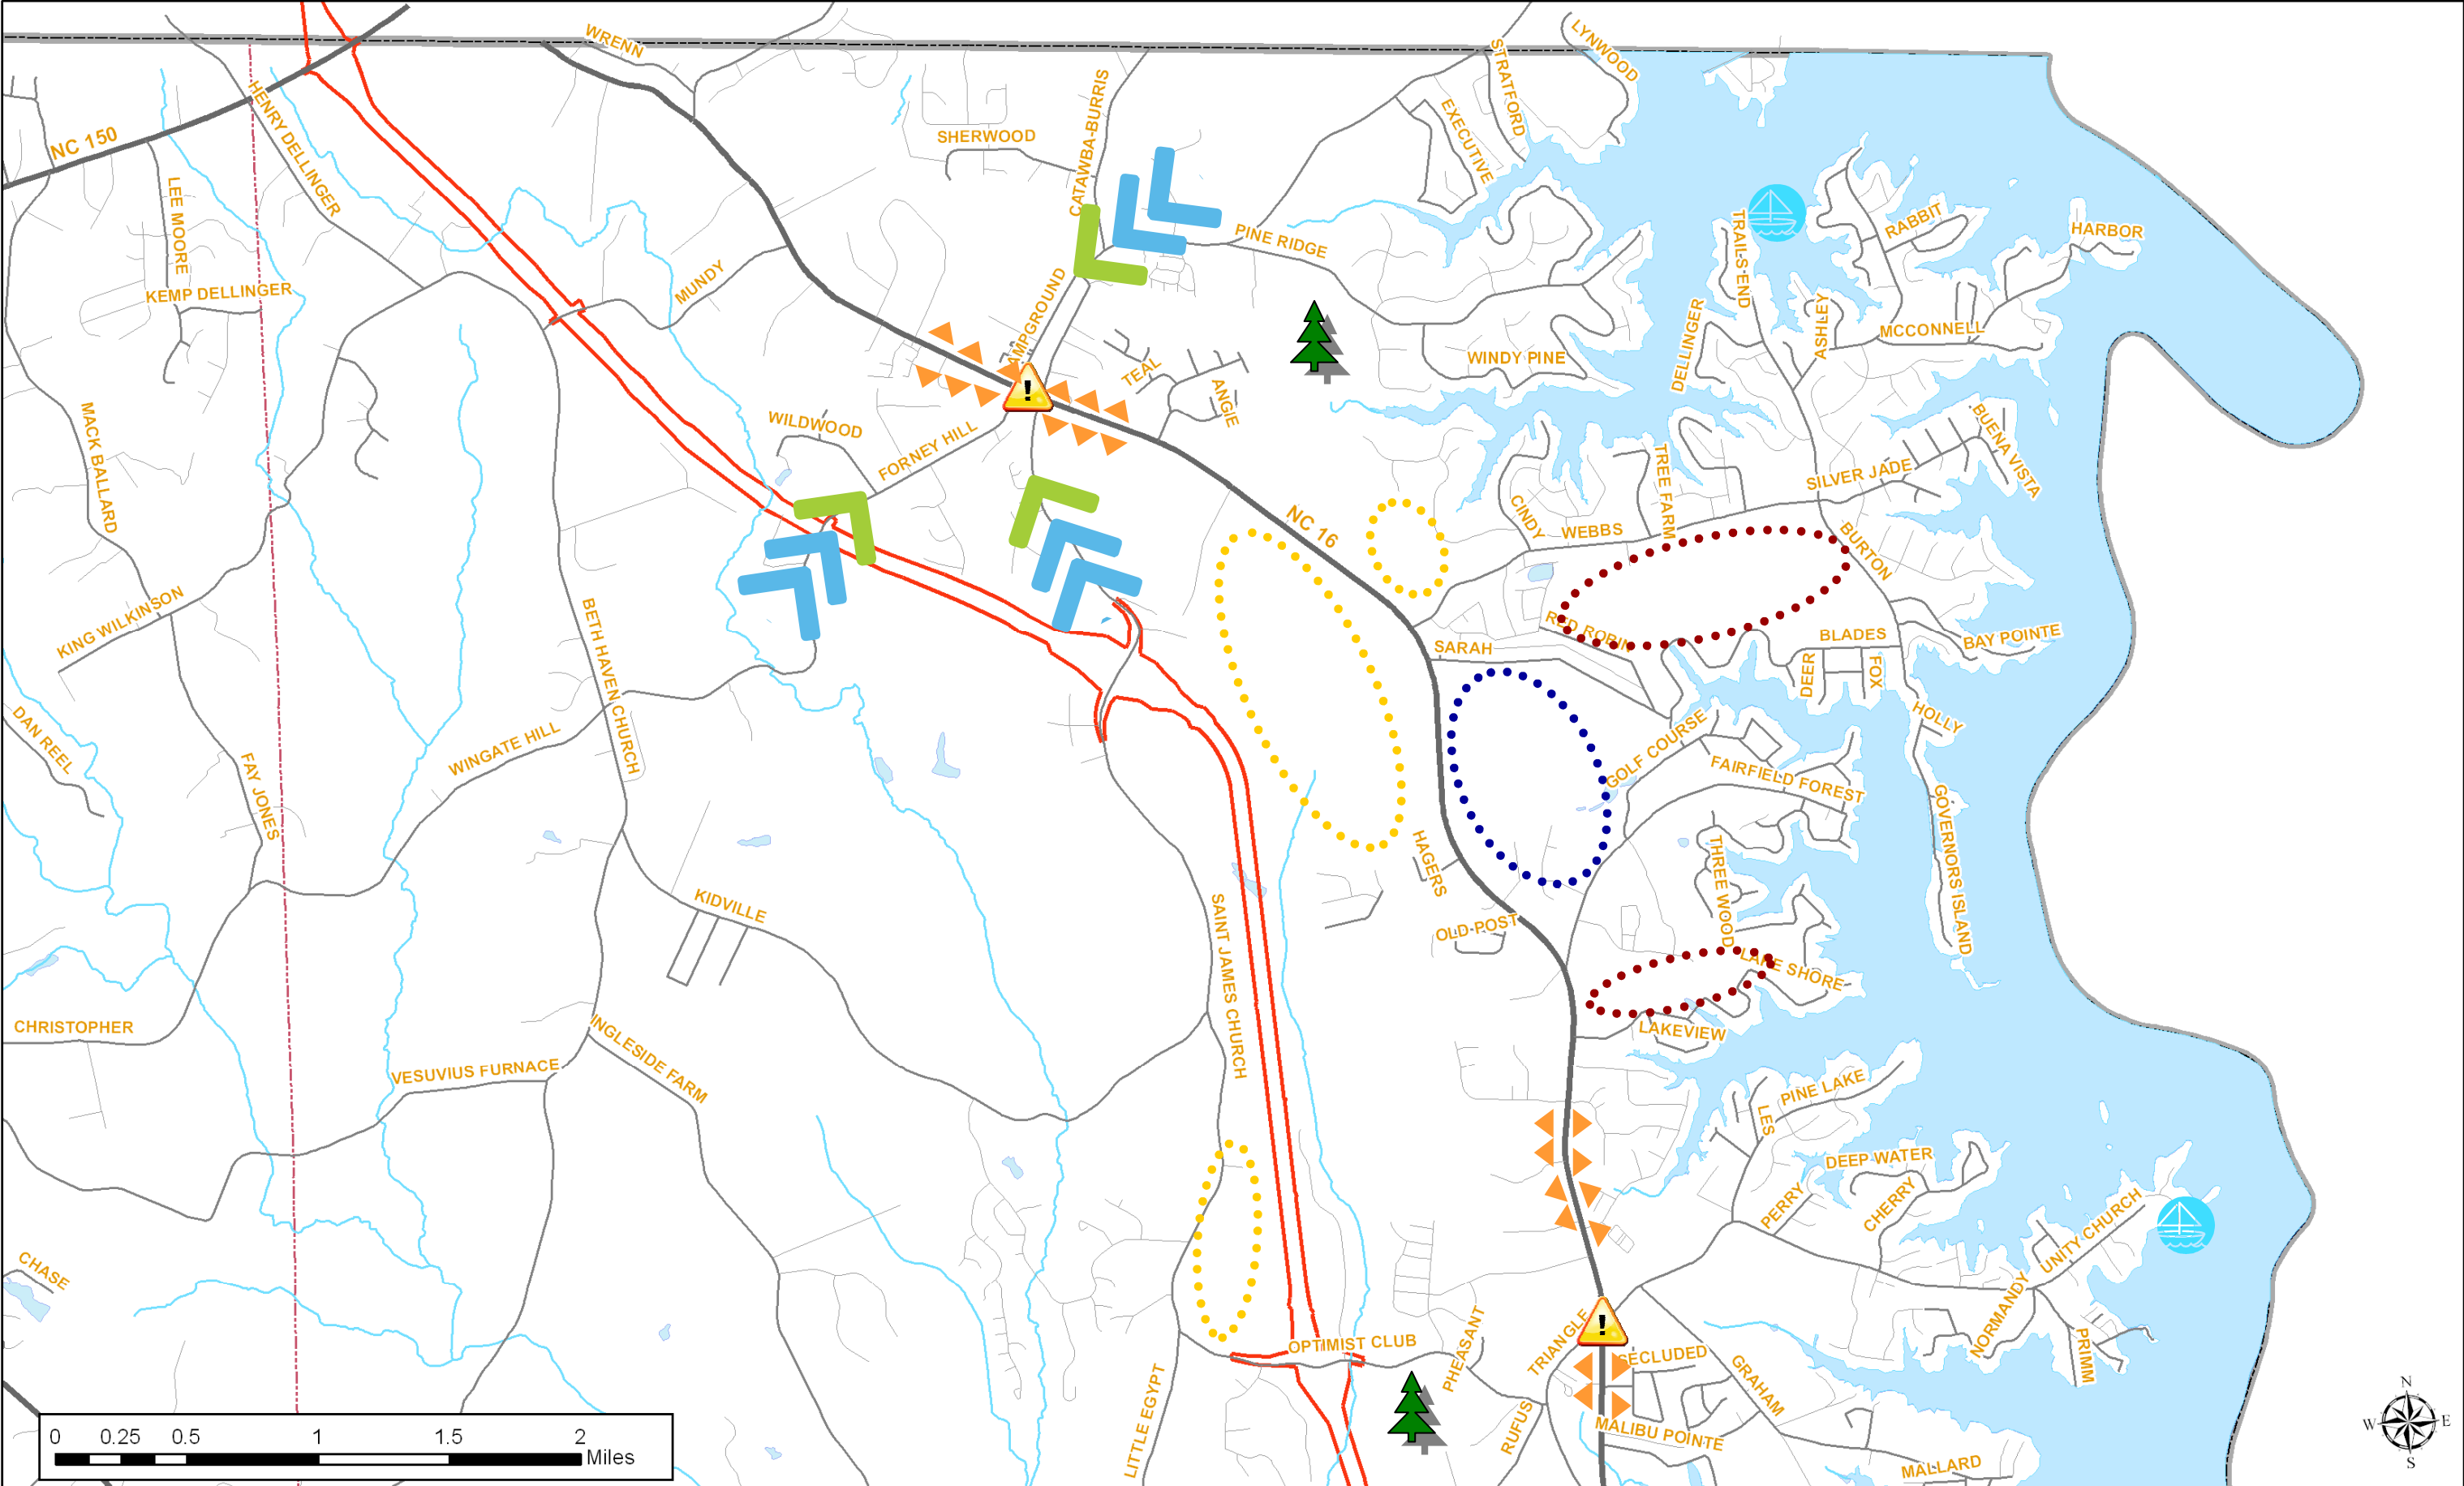 WRENN
LYNWOOD
STRATFORD
HENRY DELLINGER
CATAWBA-BURRIS
EXECUTIVE
NC 150
SHERWOOD
LEE MOORE
RABBIT
TRAILS END
HARBOR
PINE RIDGE
MUNDY
KEMP DELLINGER
AMPGROUND
DELLINGER
ASHLEY
MCCONNELL
WINDY PINE
TEAL
ANGIE
MACK BALLARD
WILDWOOD
FORNEY HILL
BUENA VISTA
TREE FARM
SILVER JADE
NC 16
CINDY
WEBBS
BURTON
KING WILKINSON
BETH HAVEN CHURCH
RED ROBIN
SARAH
BLADES
BAY POINTE
DEER
FOX
DAN REEL
HOLLY
WINGATE HILL
GOLF COURSE
FAIRFIELD FOREST
FAY JONES
GOVERNORS ISLAND
HAGERS
THREE WOOD
KIDVILLE
SAINT JAMES CHURCH
OLD POST
LAKE SHORE
CHRISTOPHER
INGLESIDE FARM
LAKEVIEW
VESUVIUS FURNACE
PINE LAKE
LES
DEEP WATER
PERRY
CHERRY
UNITY CHURCH
CHASE
NORMANDY
TRIANGLE
!
!
OPTIMIST CLUB
PHEASANT
SECLUDED
PRIMM
GRAHAM
LITTLE EGYPT
RUFUS
MALIBU POINTE
MALLARD
0 0.25 0.5 1 1.5 2
Miles
N
W E
S